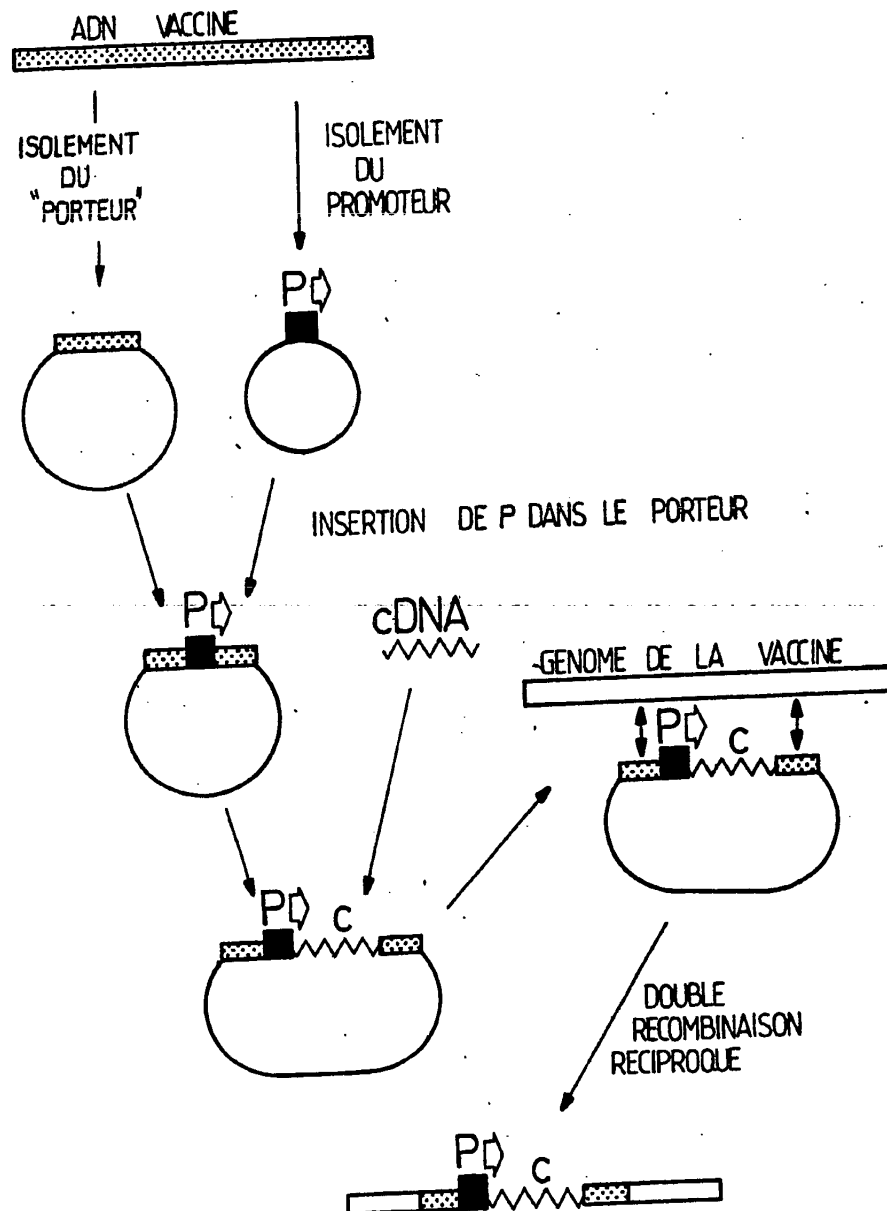 ADN VACCINE
ISOLEMENT
DU
"PORTEUR"
ISOLEMENT
DU
PROMOTEUR
P
INSERTION DE P DANS LE PORTEUR
P
cDNA
GENOME DE LA VACCINE
P
C
P
C
DOUBLE
RECOMBINAISON
RECIPROQUE
P
C